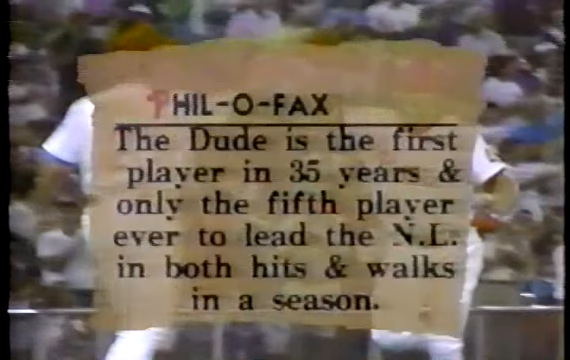 PHIL-O-FAX
The Dude is the first
player in 35 years &
only the fifth player
ever to lead the N.L.
in both hits & walks
in a season.